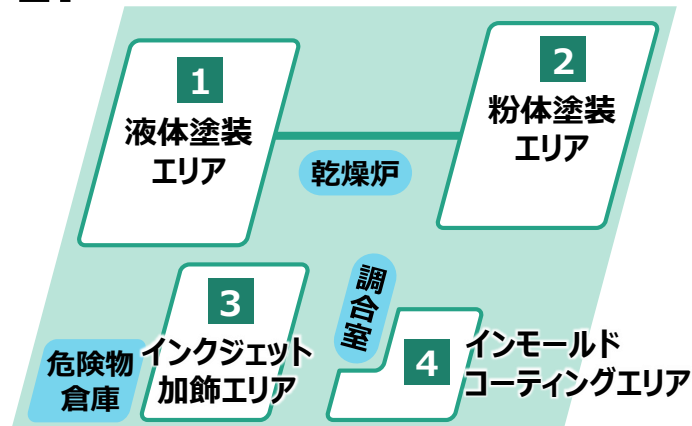 1
液体塗装
エリア
2
粉体塗装
エリア
乾燥炉
3
インクジェット
加飾エリア
調合室
4
インモールド
コーティングエリア
危険物
倉庫